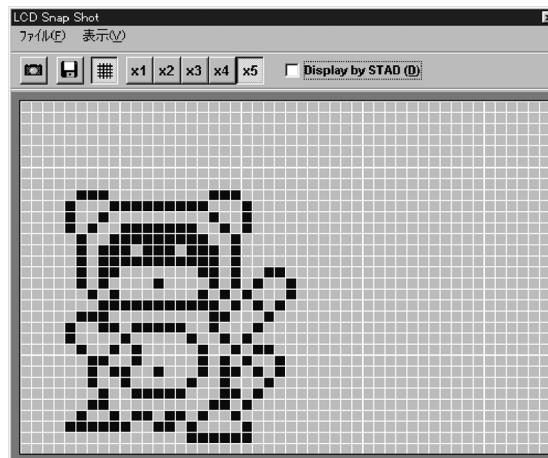 LCD Snap Shot
ファイル(F) 表示(V)
x1 x2 x3 x4 x5 Display by STAD (D)